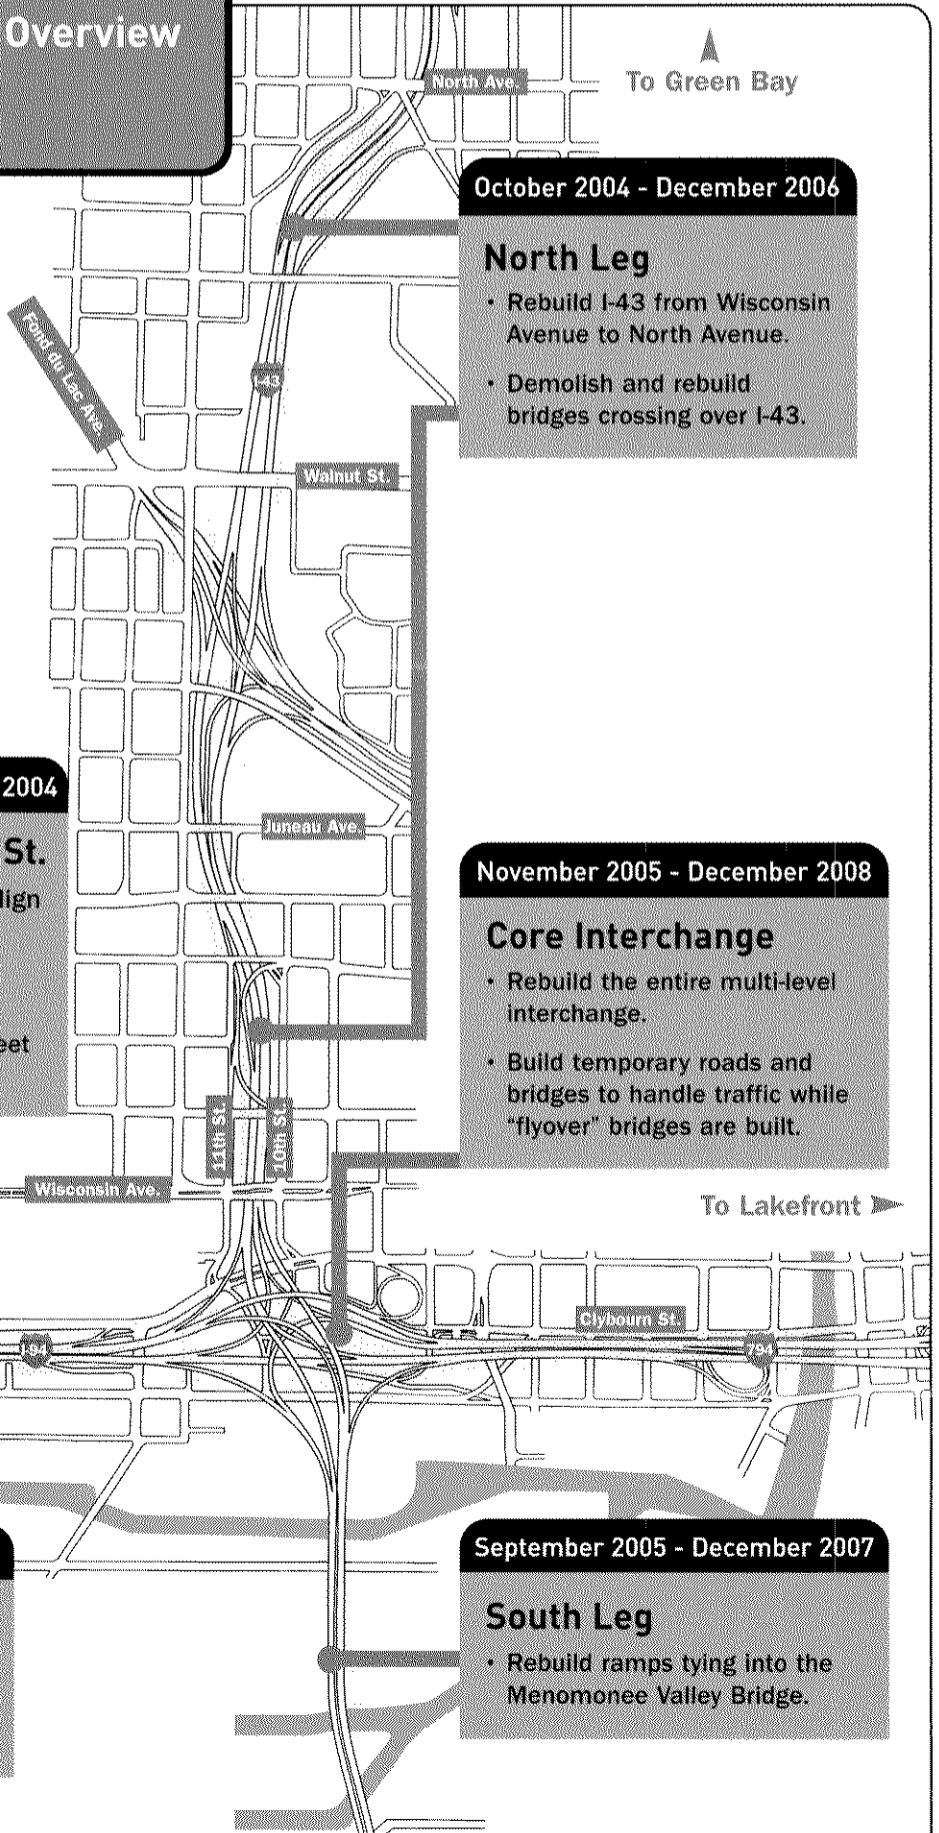 Overview
North Ave.
To Green Bay
October 2004 - December 2006
North Leg
• Rebuild I-43 from Wisconsin
Avenue to North Avenue.
• Demolish and rebuild
bridges crossing over I-43.
Fond du Lac Ave.
I-43
Walnut St.
2004
St.
lign
eet
Juneau Ave.
November 2005 - December 2008
Core Interchange
• Rebuild the entire multi-level
interchange.
• Build temporary roads and
bridges to handle traffic while
"flyover" bridges are built.
11th St.
10th St.
Wisconsin Ave.
To Lakefront
Clybourn St.
I-94
794
September 2005 - December 2007
South Leg
• Rebuild ramps tying into the
Menomonee Valley Bridge.